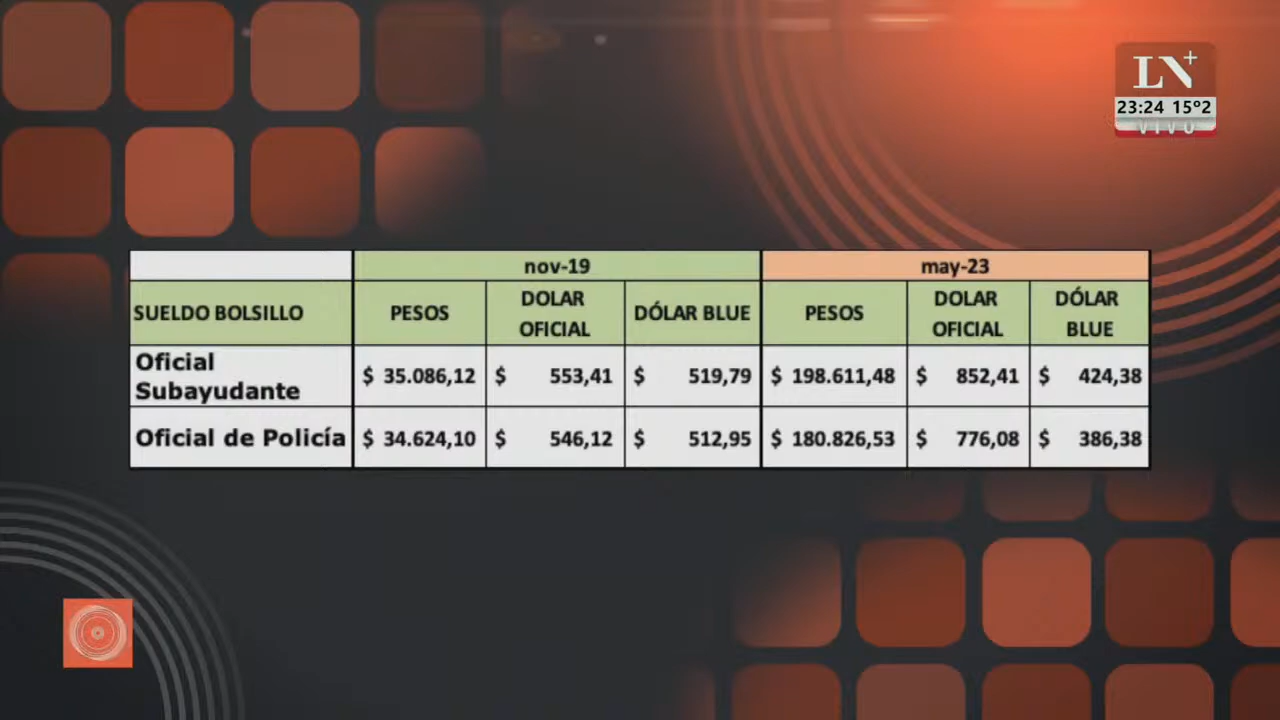 LN+
23:24 15º2
VIVO
nov-19 may-23
SUELDO BOLSILLO PESOS DOLAR OFICIAL DÓLAR BLUE PESOS DOLAR OFICIAL DÓLAR BLUE
Oficial Subayudante $ 35.086,12 $ 553,41 $ 519,79 $ 198.611,48 $ 852,41 $ 424,38
Oficial de Policía $ 34.624,10 $ 546,12 $ 512,95 $ 180.826,53 $ 776,08 $ 386,38